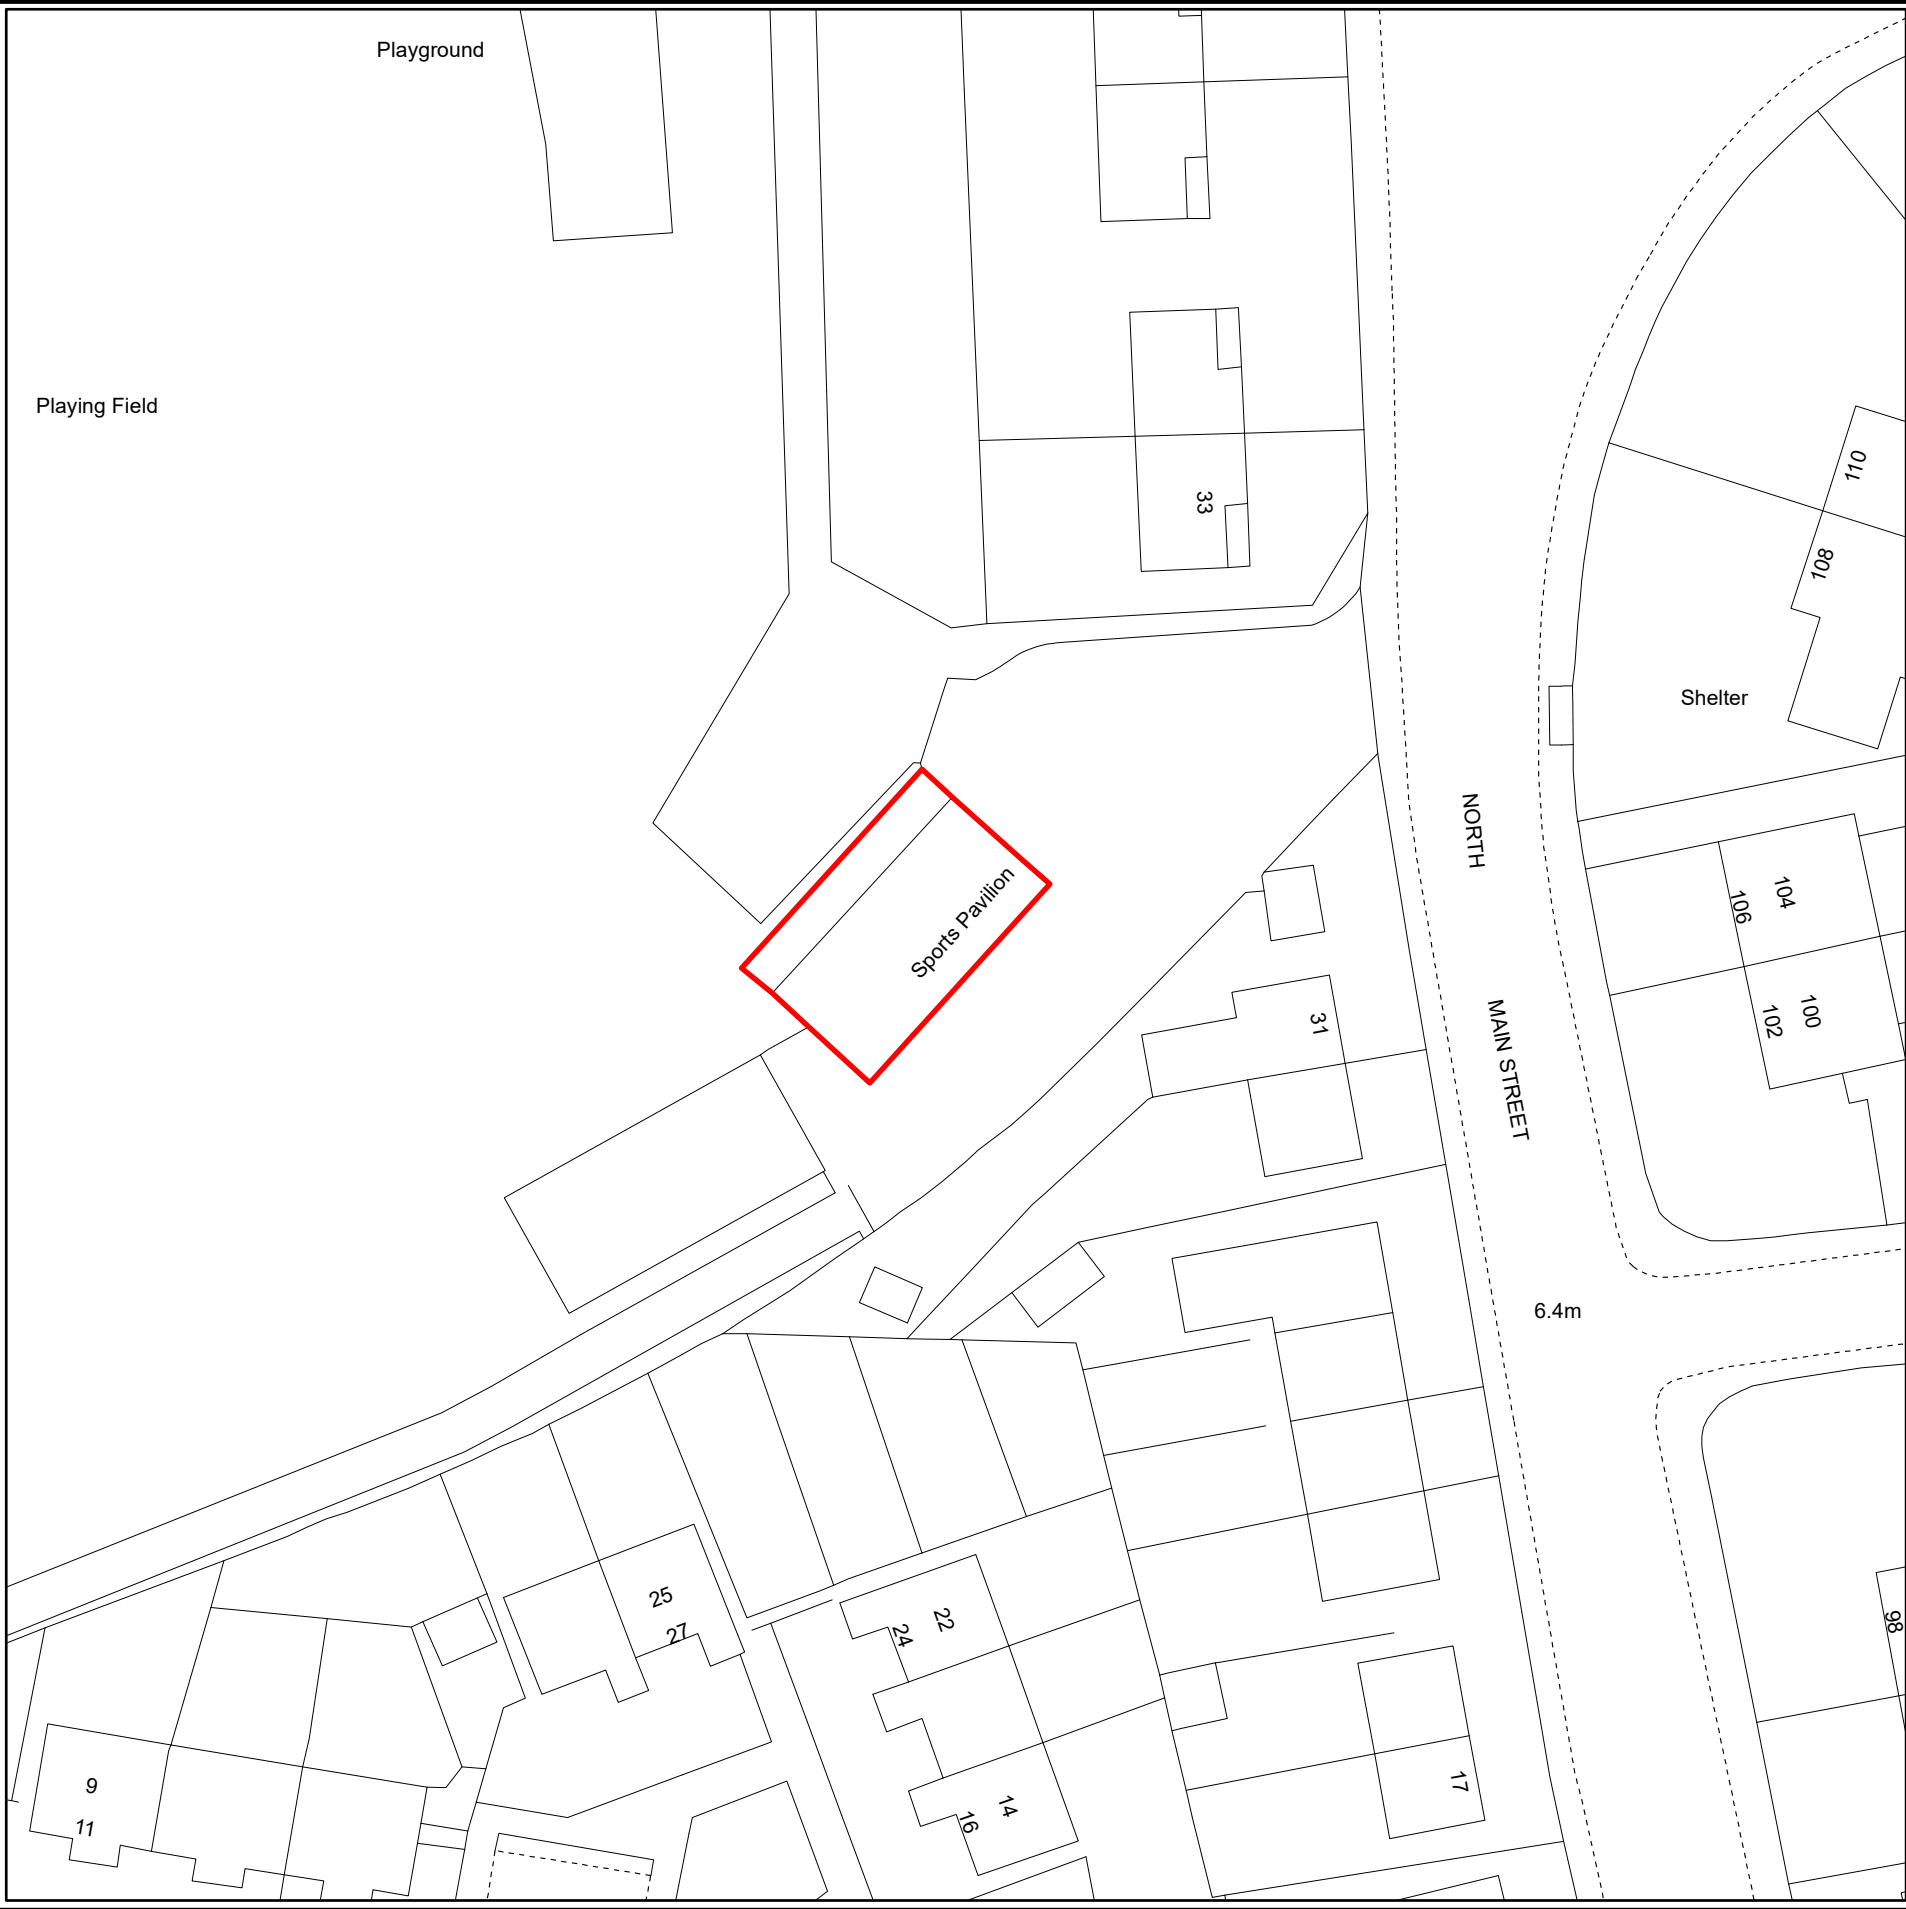 Playground
Playing Field
33
110
108
Shelter
NORTH
MAIN STREET
Sports Pavilion
104
106
100
102
31
6.4m
25
27
22
24
98
9
11
14
16
17